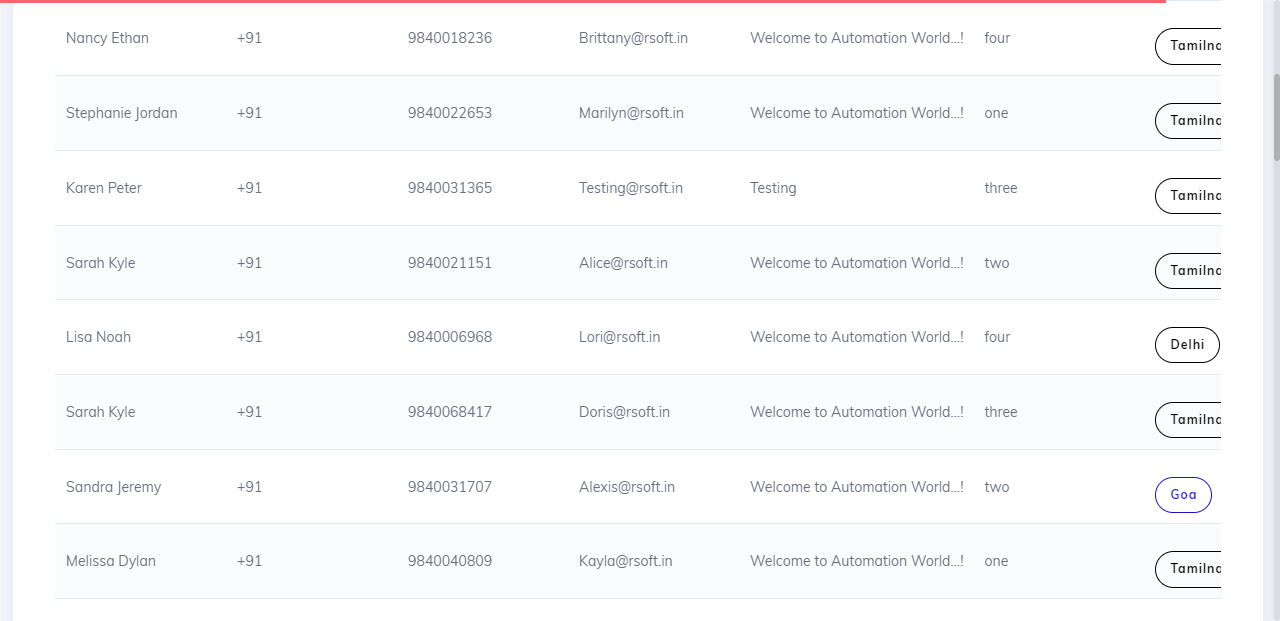 Nancy Ethan +91 9840018236 Brittany@rsoft.in Welcome to Automation World...! four Tamilna
Stephanie Jordan +91 9840022653 Marilyn@rsoft.in Welcome to Automation World...! one Tamilna
Karen Peter +91 9840031365 Testing@rsoft.in Testing three Tamilna
Sarah Kyle +91 9840021151 Alice@rsoft.in Welcome to Automation World...! two Tamilna
Lisa Noah +91 9840006968 Lori@rsoft.in Welcome to Automation World...! four Delhi
Sarah Kyle +91 9840068417 Doris@rsoft.in Welcome to Automation World...! three Tamilna
Sandra Jeremy +91 9840031707 Alexis@rsoft.in Welcome to Automation World...! two Goa
Melissa Dylan +91 9840040809 Kayla@rsoft.in Welcome to Automation World...! one Tamilna